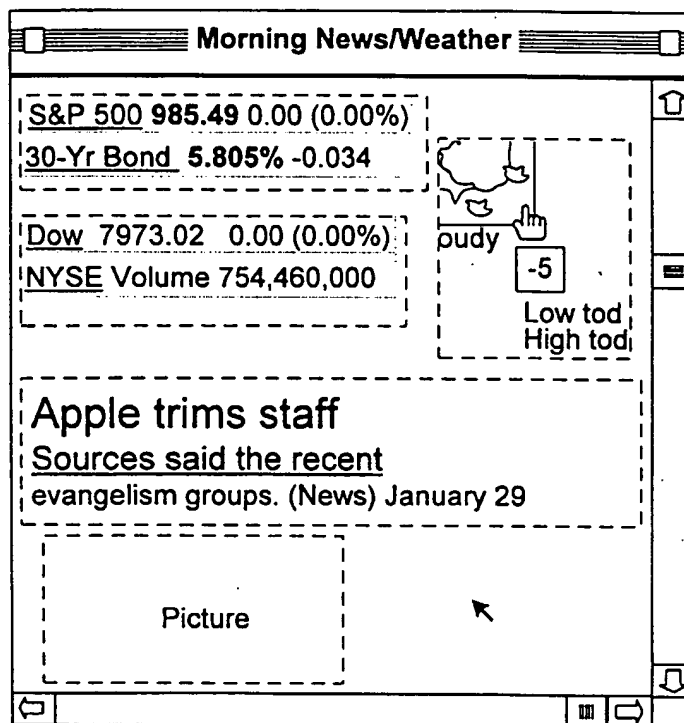 Morning News/Weather
S&P 500 985.49 0.00 (0.00%)
30-Yr Bond 5.805% -0.034
Dow 7973.02 0.00 (0.00%)
NYSE Volume 754,460,000
oudy
-5
Low tod
High tod
Apple trims staff
Sources said the recent
evangelism groups. (News) January 29
Picture